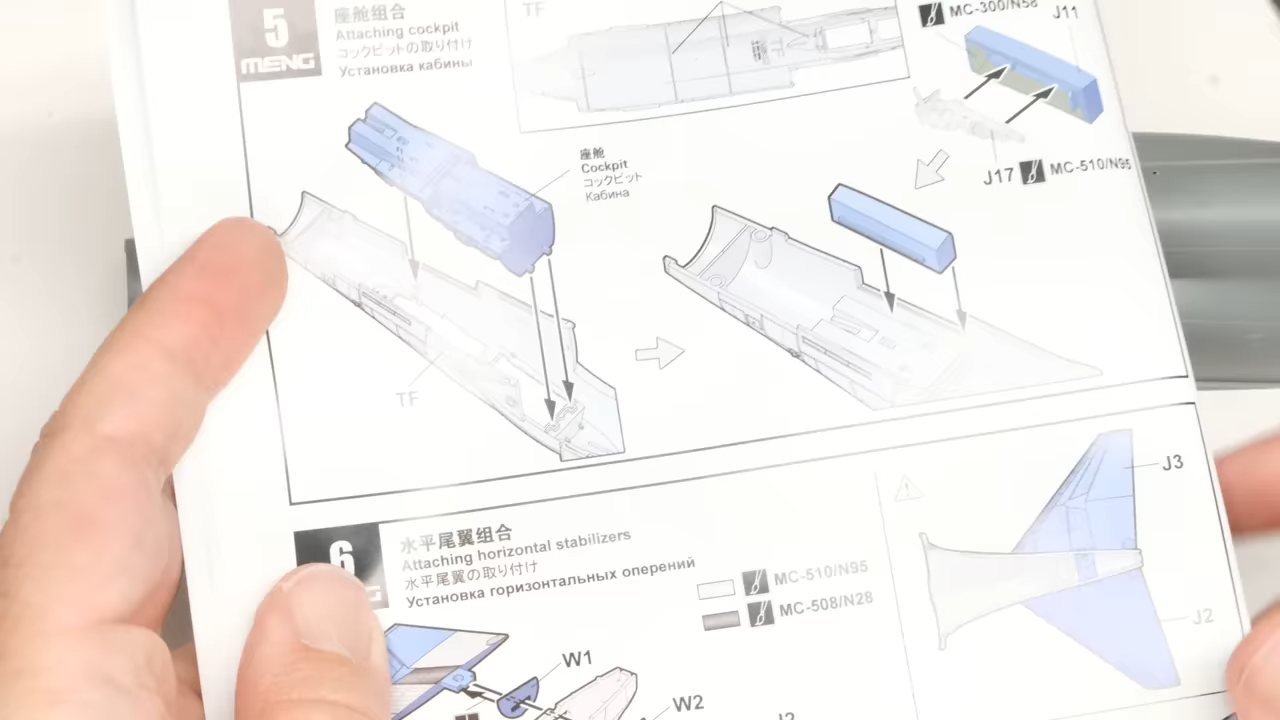 5
MENG
座舱组合
Attaching cockpit
コックピットの取り付け
Установка кабины
TF
TF
MC-300/N58
J11
J17
MC-510/N95
座舱
Cockpit
コックピット
Кабина
TF
6
水平尾翼组合
Attaching horizontal stabilizers
水平尾翼の取り付け
Установка горизонтальных оперений
MC-510/N95
MC-508/N28
W1
W2
J2
J3
J2